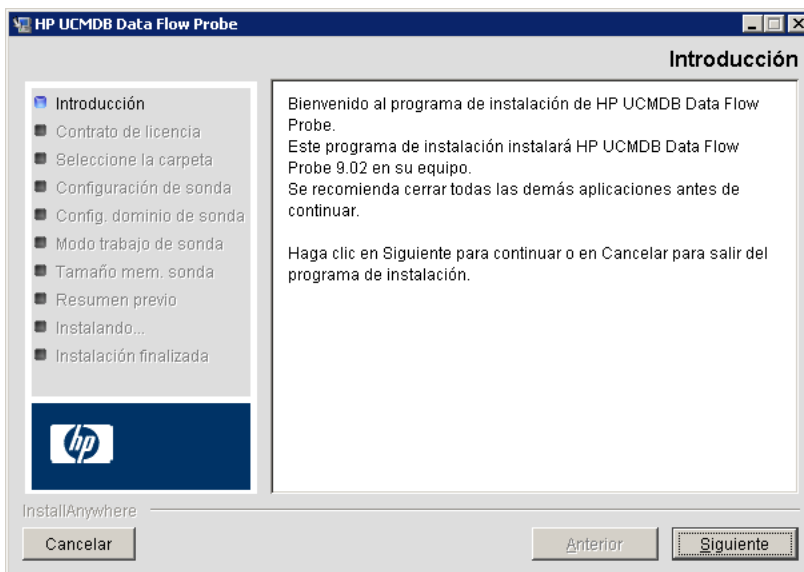 HP UCMDB Data Flow Probe
Introducción
Introducción
Contrato de licencia
Seleccione la carpeta
Configuración de sonda
Config. dominio de sonda
Modo trabajo de sonda
Tamaño mem. sonda
Resumen previo
Instalando...
Instalación finalizada
hp
Bienvenido al programa de instalación de HP UCMDB Data Flow
Probe.
Este programa de instalación instalará HP UCMDB Data Flow
Probe 9.02 en su equipo.
Se recomienda cerrar todas las demás aplicaciones antes de
continuar.
Haga clic en Siguiente para continuar o en Cancelar para salir del
programa de instalación.
InstallAnywhere
Cancelar
Anterior
Siguiente